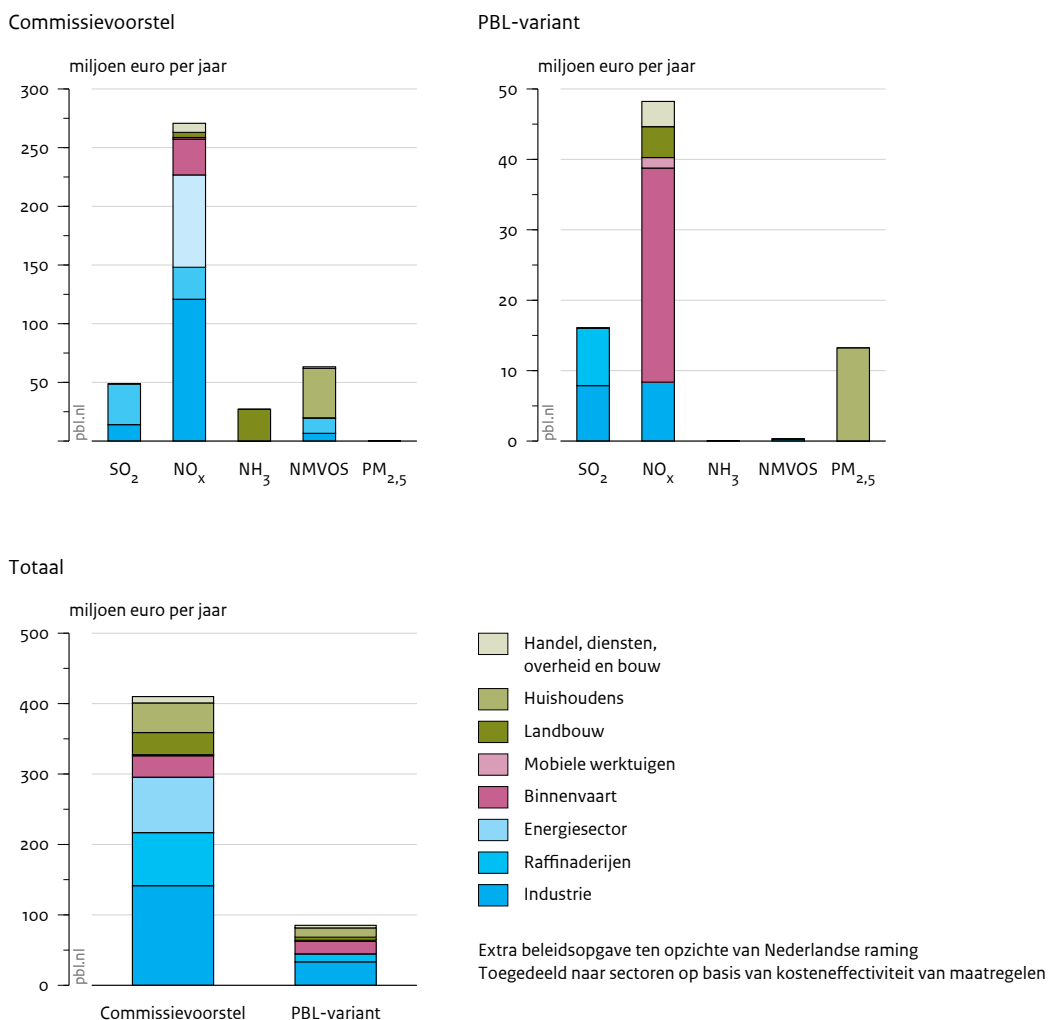 Commissievoorstel
miljoen euro per jaar
300
250
200
150
100
50
pbl.nl
SO₂ NOₓ NH₃ NMVOS PM₂,₅
PBL-variant
miljoen euro per jaar
50
40
30
20
10
0
pbl.nl
SO₂ NOₓ NH₃ NMVOS PM₂,₅
Totaal
miljoen euro per jaar
500
400
300
200
100
0
pbl.nl
Commissievoorstel PBL-variant
Handel, diensten,
overheid en bouw
Huishoudens
Landbouw
Mobiele werktuigen
Binnenvaart
Energiesector
Raffinaderijen
Industrie
Extra beleidsopgave ten opzichte van Nederlandse raming
Toegedeeld naar sectoren op basis van kosteneffectiviteit van maatregelen